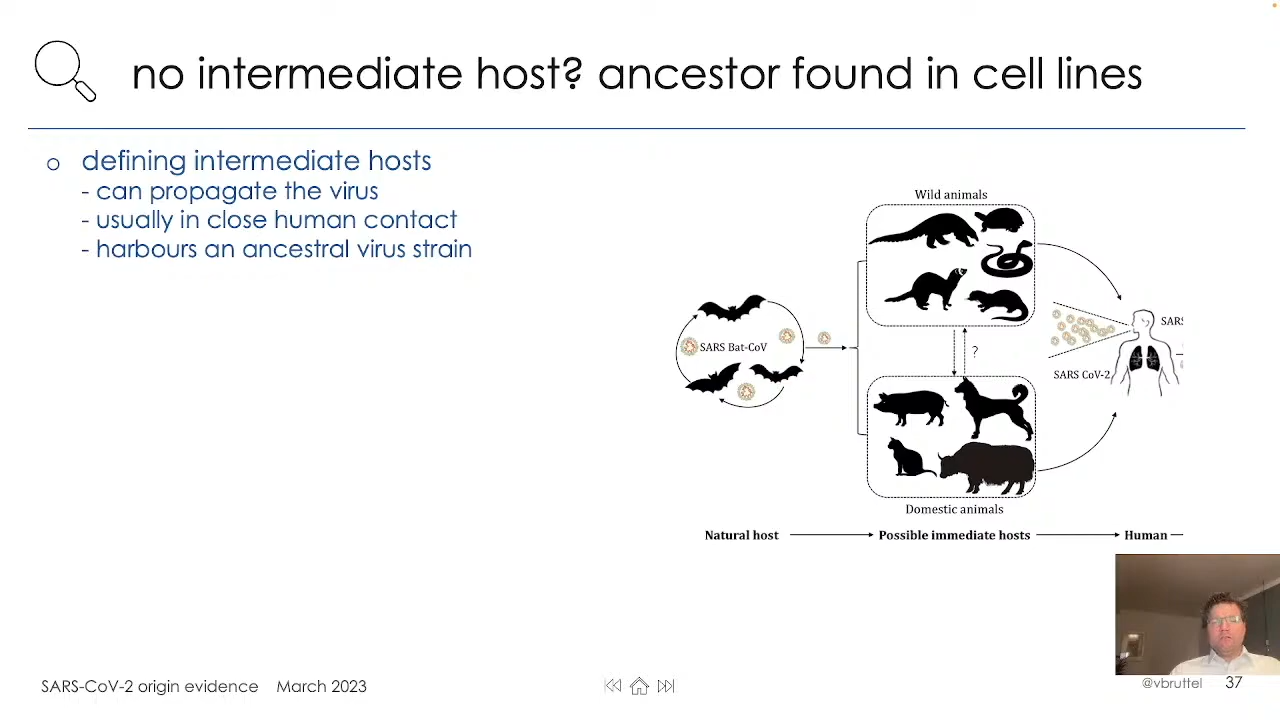 no intermediate host? ancestor found in cell lines
o defining intermediate hosts
- can propagate the virus
- usually in close human contact
- harbours an ancestral virus strain
Wild animals
SARS Bat-CoV
?
SARS
SARS CoV-2
Domestic animals
Natural host
Possible immediate hosts
Human
SARS-CoV-2 origin evidence March 2023
@vbruttel 37